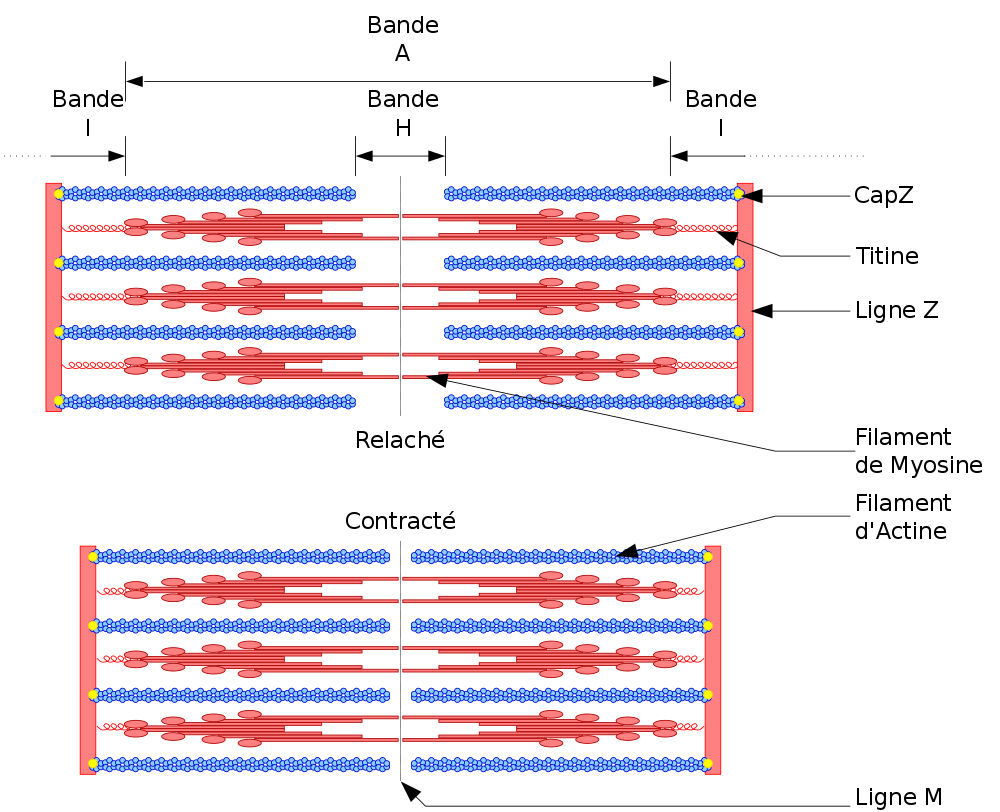 Bande
A
Bande
I
Bande
H
Bande
I
CapZ
Titine
Ligne Z
Relaché
Filament
de Myosine
Filament
d'Actine
Contracté
Ligne M